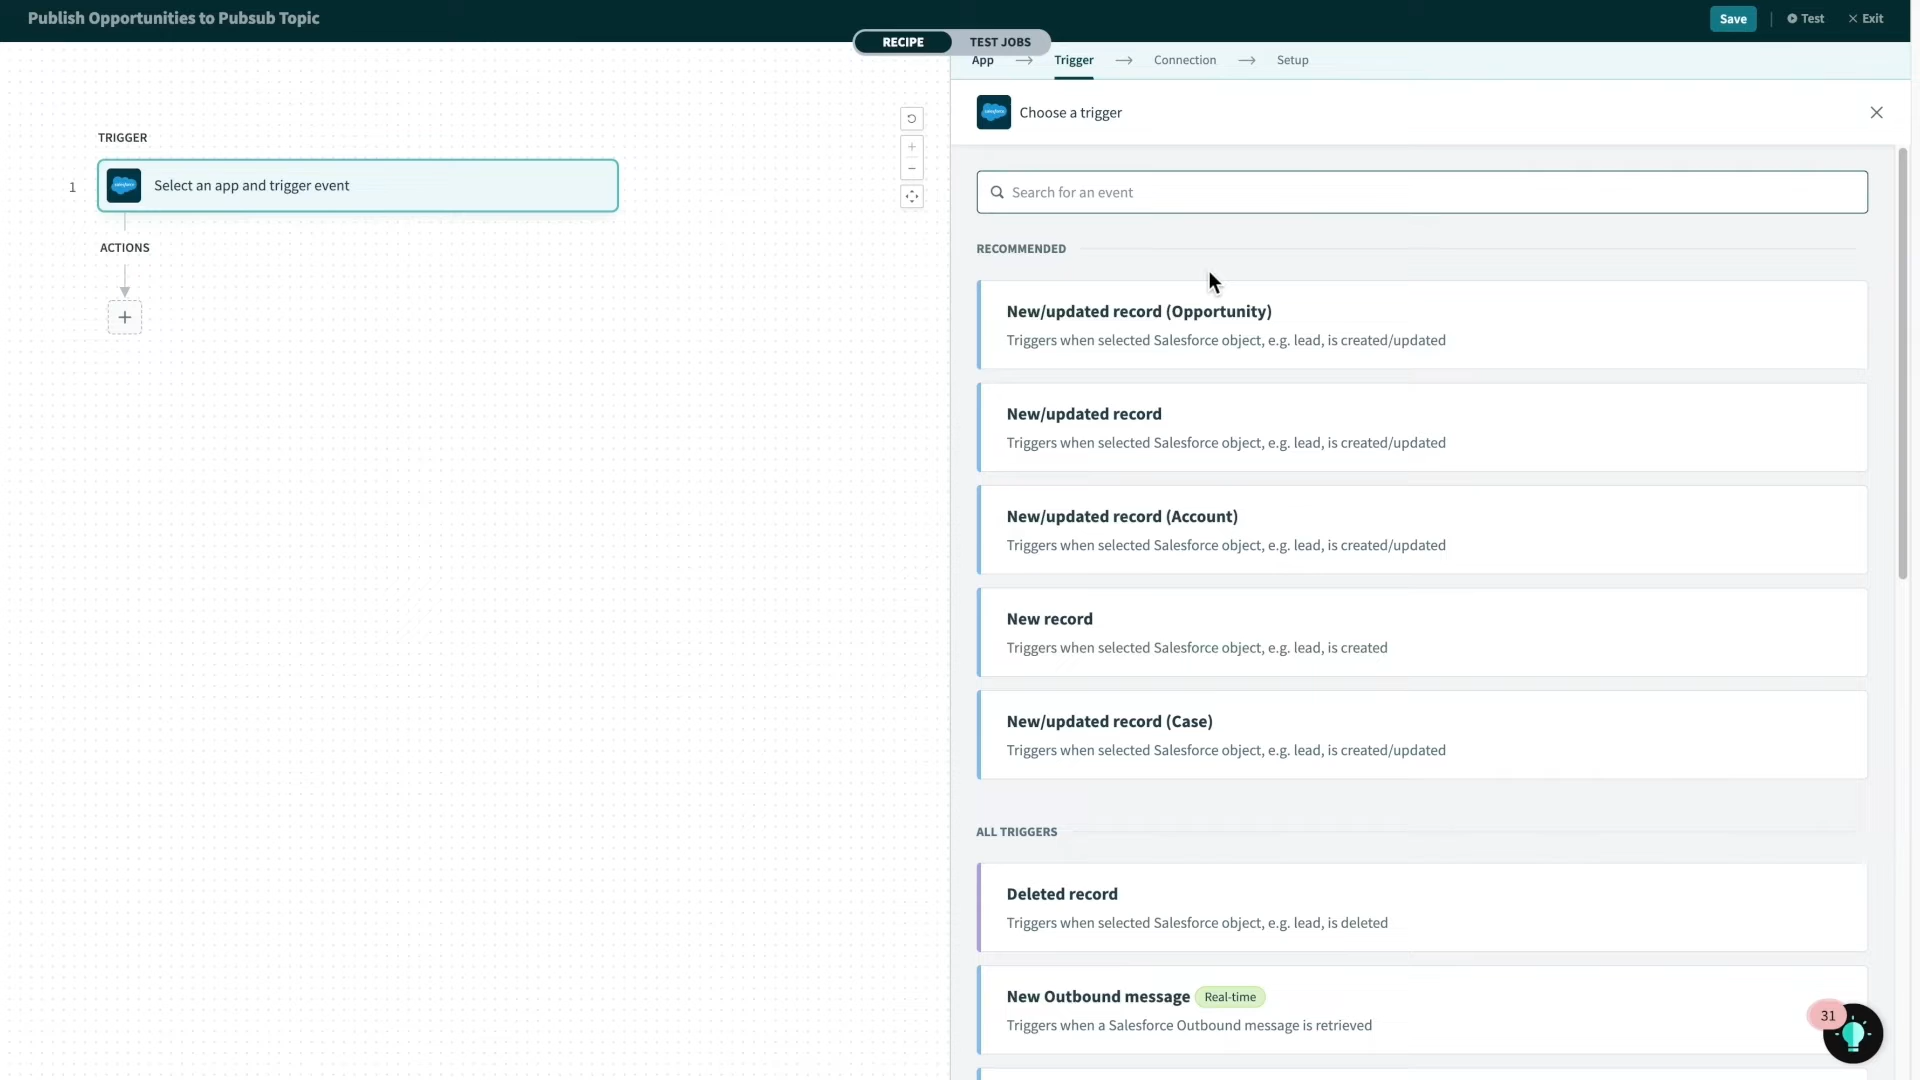 Publish Opportunities to Pubsub Topic
Save
Test
Exit
RECIPE
TEST JOBS
App
Trigger
Connection
Setup
Choose a trigger
TRIGGER
1
Select an app and trigger event
ACTIONS
Search for an event
RECOMMENDED
New/updated record (Opportunity)
Triggers when selected Salesforce object, e.g. lead, is created/updated
New/updated record
Triggers when selected Salesforce object, e.g. lead, is created/updated
New/updated record (Account)
Triggers when selected Salesforce object, e.g. lead, is created/updated
New record
Triggers when selected Salesforce object, e.g. lead, is created
New/updated record (Case)
Triggers when selected Salesforce object, e.g. lead, is created/updated
ALL TRIGGERS
Deleted record
Triggers when selected Salesforce object, e.g. lead, is deleted
New Outbound message Real-time
Triggers when a Salesforce Outbound message is retrieved
31